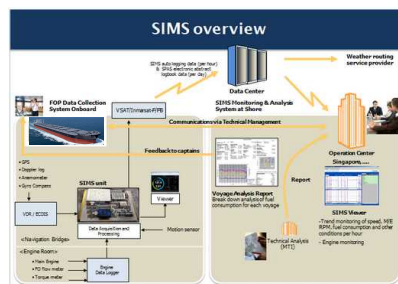 SIMS overview
SIMS auto logging data (per hour)
& SPAS electronic abstract
logbook data (per day)
Data Center
Weather routing
service provider
FOP Data Collection
System Onboard
VSAT/Inmarsat-F/FB
SIMS Monitoring & Analysis
System at Shore
Communications via Technical Management
Operation Center
Singapore,....
Feedback to captains
• GPS
• Doppler log
• Anemometer
• Gyro Compass
SIMS unit
Viewer
VDR / ECDIS
Data Acquisition and
Processing
Motion sensor
<Navigation Bridge>
<Engine Room>
• Main Engine
• FO flow meter
• Torque meter
Engine
Data Logger
Voyage Analysis Report
Break down analysis of fuel
consumption for each voyage
Report
Technical Analysis
(MTI)
SIMS Viewer
-Trend monitoring of speed, M/E
RPM, fuel consumption and other
conditions per hour
- Engine monitoring